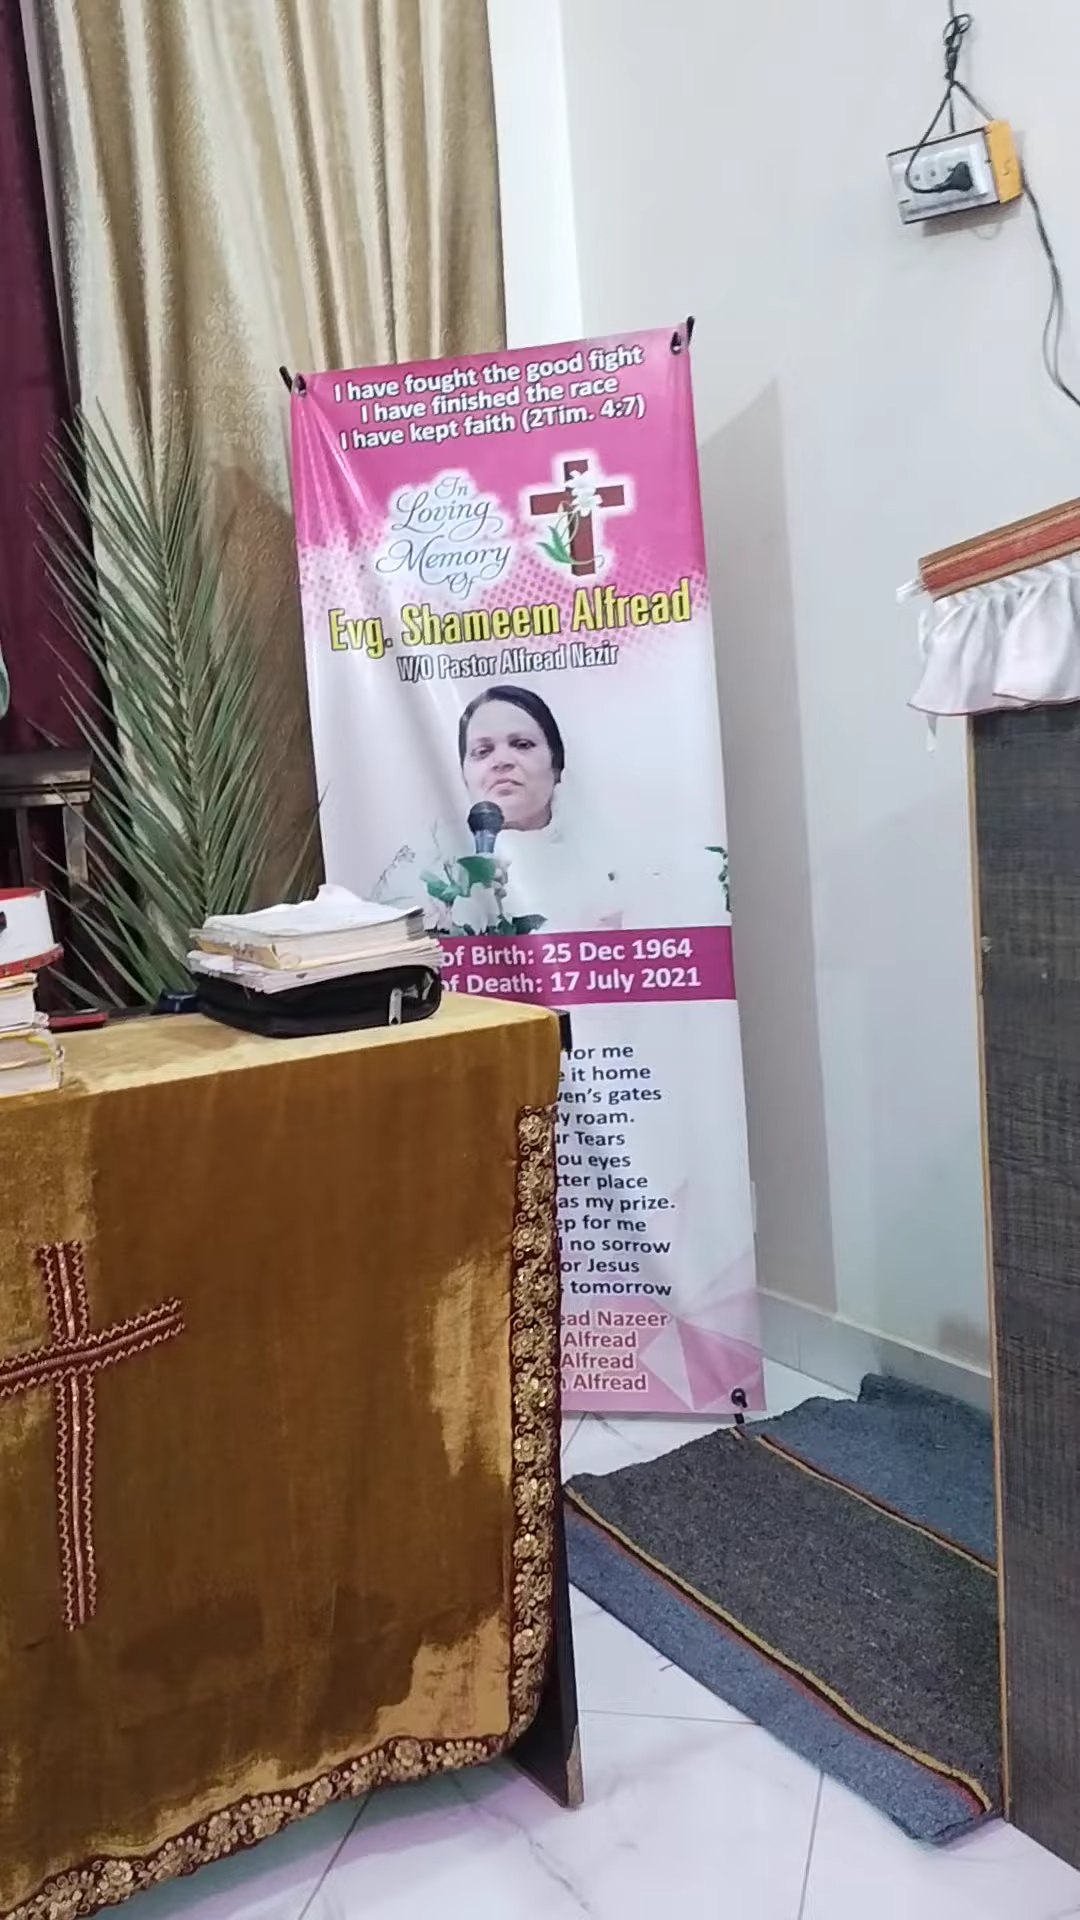 I have fought the good fight
I have finished the race
I have kept faith (2Tim. 4:7)
In
Loving
Memory
Of
Evg. Shameem Alfread
W/O Pastor Alfread Nazir
of Birth: 25 Dec 1964
of Death: 17 July 2021
for me
it home
gates
roam.
Tears
eyes
place
as my prize.
for me
no sorrow
or Jesus
tomorrow
Nazeer
Alfread
Alfread
Alfread